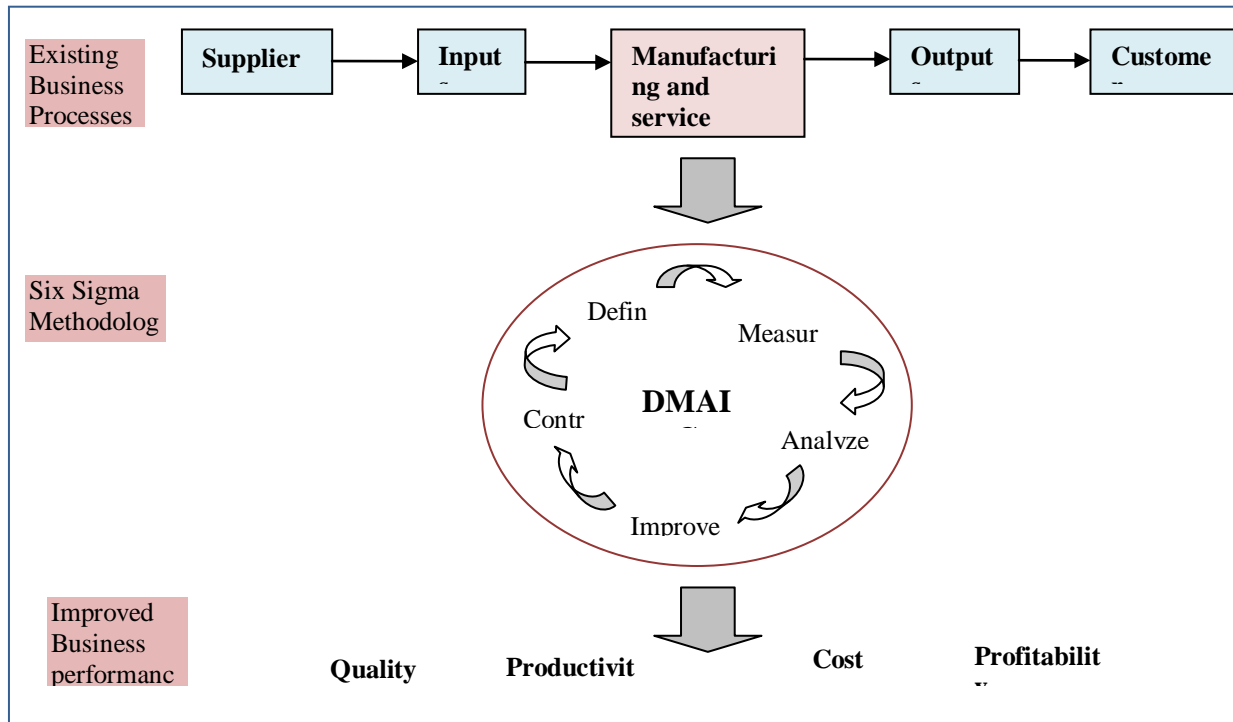 Existing
Business
Processes
Supplier
Input
s
Manufacturi
ng and
service
Output
s
Custome
r
Six Sigma
Methodolog
Defin
Measur
DMAI
C
Contr
Analyze
Improve
Improved
Business
performanc
Quality
Productivit
Cost
Profitabilit
y